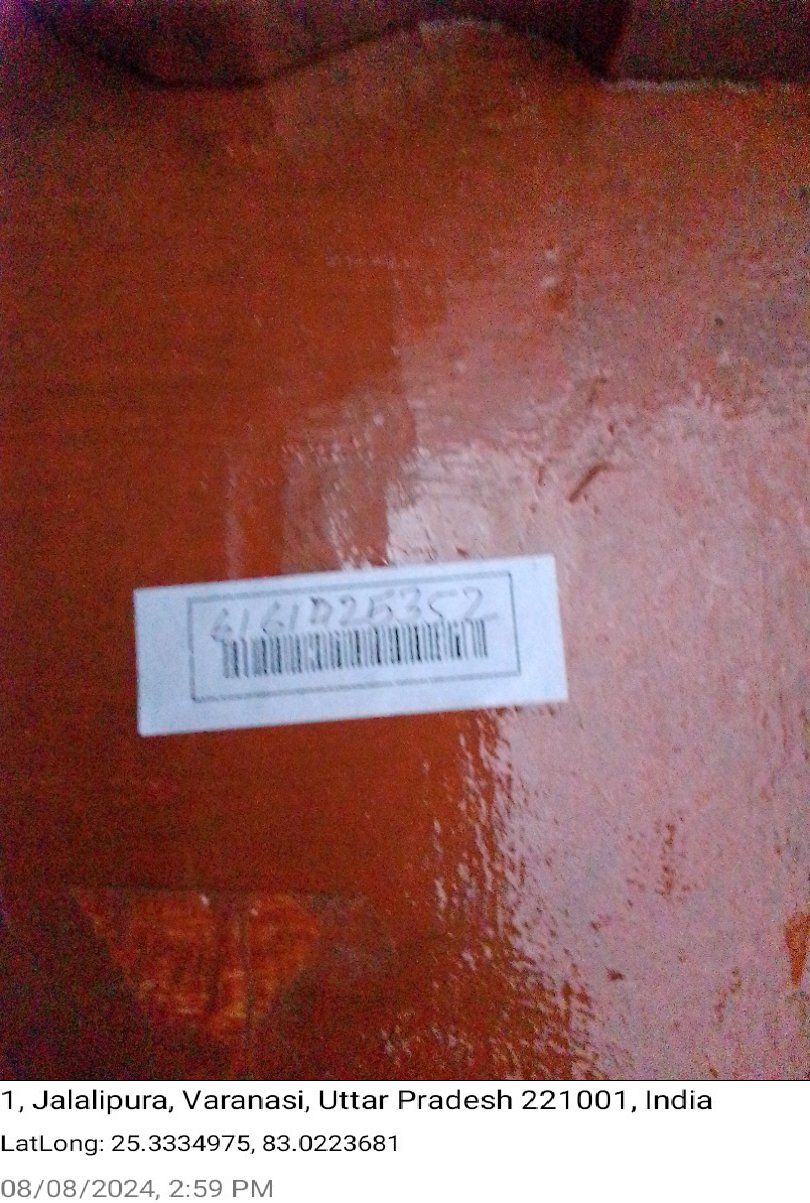 1, Jalalipura, Varanasi, Uttar Pradesh 221001, India
LatLong: 25.3334975, 83.0223681
08/08/2024, 2:59 PM